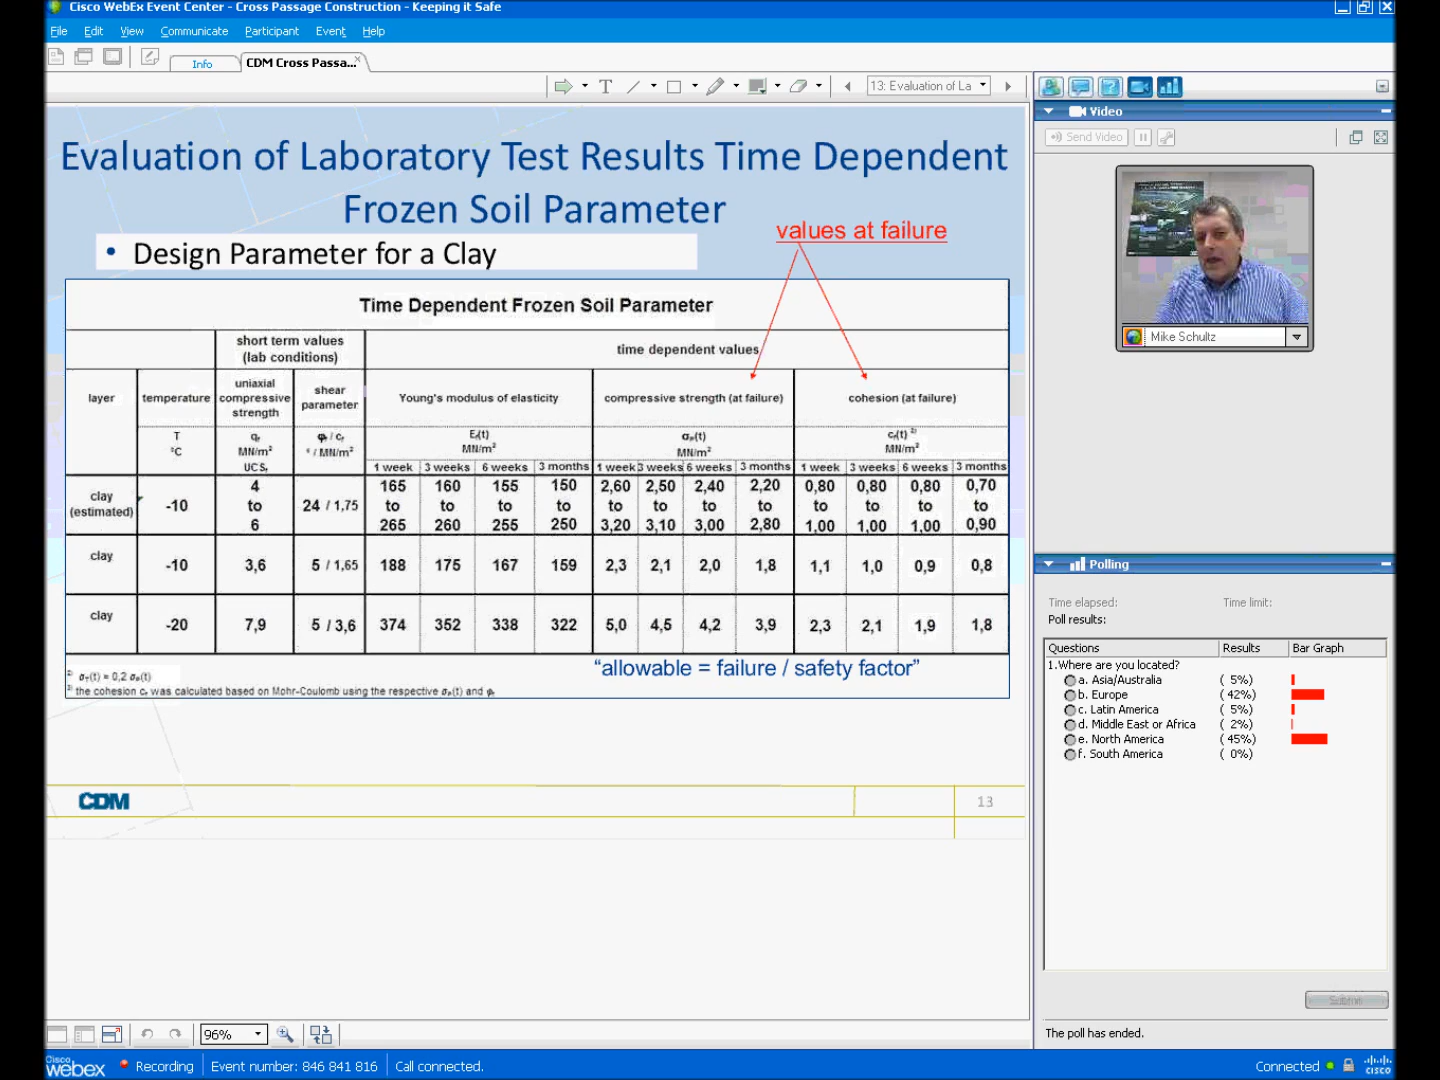 Cisco WebEx Event Center - Cross Passage Construction - Keeping it Safe
File Edit View Communicate Participant Event Help
Info CDM Cross Passa...
13: Evaluation of La
Evaluation of Laboratory Test Results Time Dependent
Frozen Soil Parameter
values at failure
• Design Parameter for a Clay
Time Dependent Frozen Soil Parameter
short term values
(lab conditions)
time dependent values
layer temperature uniaxial compressive strength shear parameter Young's modulus of elasticity compressive strength (at failure) cohesion (at failure)
T
°C
MN/m²
UCSf
° / MN/m²
MN/m²
MN/m²
MN/m²
1 week 3 weeks 6 weeks 3 months 1 week 3 weeks 6 weeks 3 months 1 week 3 weeks 6 weeks 3 months
clay (estimated) -10 4 to 6 24 / 1,75 165 to 265 160 to 260 155 to 255 150 to 250 2,60 to 3,20 2,50 to 3,10 2,40 to 3,00 2,20 to 2,80 0,80 to 1,00 0,80 to 1,00 0,80 to 1,00 0,70 to 0,90
clay -10 3,6 5 / 1,65 188 175 167 159 2,3 2,1 2,0 1,8 1,1 1,0 0,9 0,8
clay -20 7,9 5 / 3,6 374 352 338 322 5,0 4,5 4,2 3,9 2,3 2,1 1,9 1,8
"allowable = failure / safety factor"
the cohesion cf was calculated based on Mohr-Coulomb using the respective
CDM
13
96%
Video
Send Video
Mike Schultz
Polling
Time elapsed: Time limit:
Poll results:
Questions Results Bar Graph
1.Where are you located?
a. Asia/Australia ( 5%)
b. Europe ( 42%)
c. Latin America ( 5%)
d. Middle East or Africa ( 2%)
e. North America ( 45%)
f. South America ( 0%)
Submit
The poll has ended.
cisco webex Recording Event number: 846 841 816 Call connected. Connected cisco